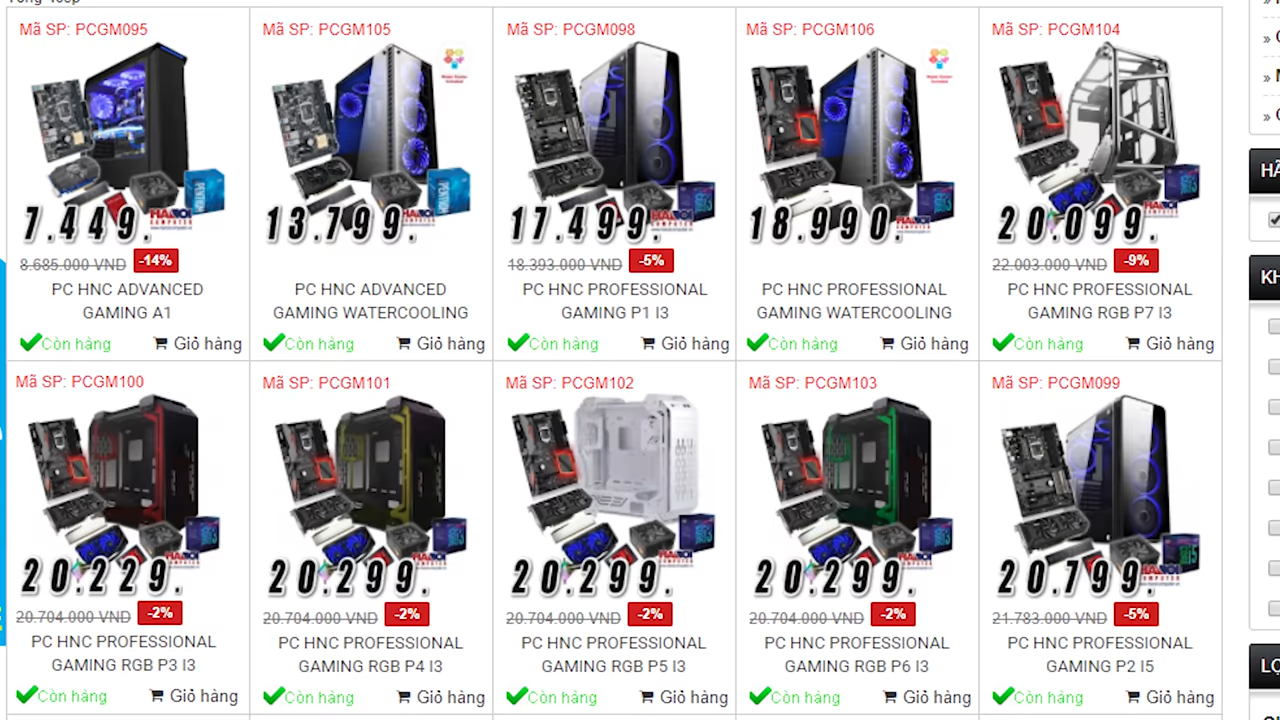 Mã SP: PCGM095
7.449.
8.685.000 VND -14%
PC HNC ADVANCED
GAMING A1
Còn hàng Giỏ hàng
Mã SP: PCGM105
13.799.
PC HNC ADVANCED
GAMING WATERCOOLING
Còn hàng Giỏ hàng
Mã SP: PCGM098
17.499.
18.393.000 VND -5%
PC HNC PROFESSIONAL
GAMING P1 I3
Còn hàng Giỏ hàng
Mã SP: PCGM106
18.990.
PC HNC PROFESSIONAL
GAMING WATERCOOLING
Còn hàng Giỏ hàng
Mã SP: PCGM104
20.099.
22.003.000 VND -9%
PC HNC PROFESSIONAL
GAMING RGB P7 I3
Còn hàng Giỏ hàng
Mã SP: PCGM100
20.229.
20.704.000 VND -2%
PC HNC PROFESSIONAL
GAMING RGB P3 I3
Còn hàng Giỏ hàng
Mã SP: PCGM101
20.299.
20.704.000 VND -2%
PC HNC PROFESSIONAL
GAMING RGB P4 I3
Còn hàng Giỏ hàng
Mã SP: PCGM102
20.299.
20.704.000 VND -2%
PC HNC PROFESSIONAL
GAMING RGB P5 I3
Còn hàng Giỏ hàng
Mã SP: PCGM103
20.299.
20.704.000 VND -2%
PC HNC PROFESSIONAL
GAMING RGB P6 I3
Còn hàng Giỏ hàng
Mã SP: PCGM099
20.799.
21.783.000 VND -5%
PC HNC PROFESSIONAL
GAMING P2 I5
Còn hàng Giỏ hàng